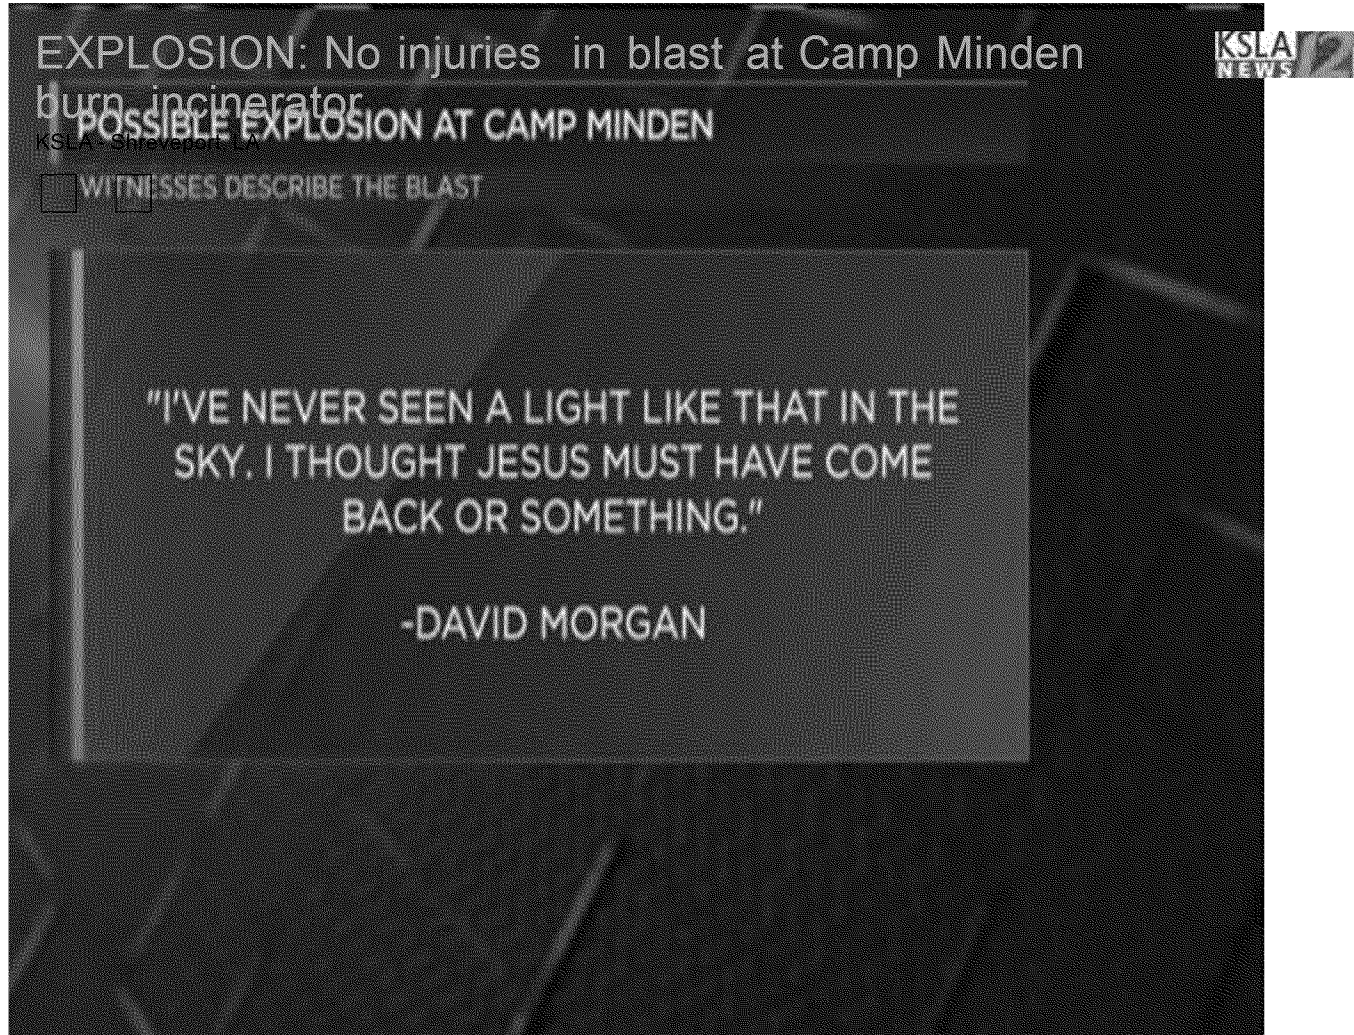 EXPLOSION: No injuries in blast at Camp Minden
burn incinerator
KSLA NEWS 12
POSSIBLE EXPLOSION AT CAMP MINDEN
KSLA - Shreveport, LA
WITNESSES DESCRIBE THE BLAST
"I'VE NEVER SEEN A LIGHT LIKE THAT IN THE
SKY. I THOUGHT JESUS MUST HAVE COME
BACK OR SOMETHING."
-DAVID MORGAN